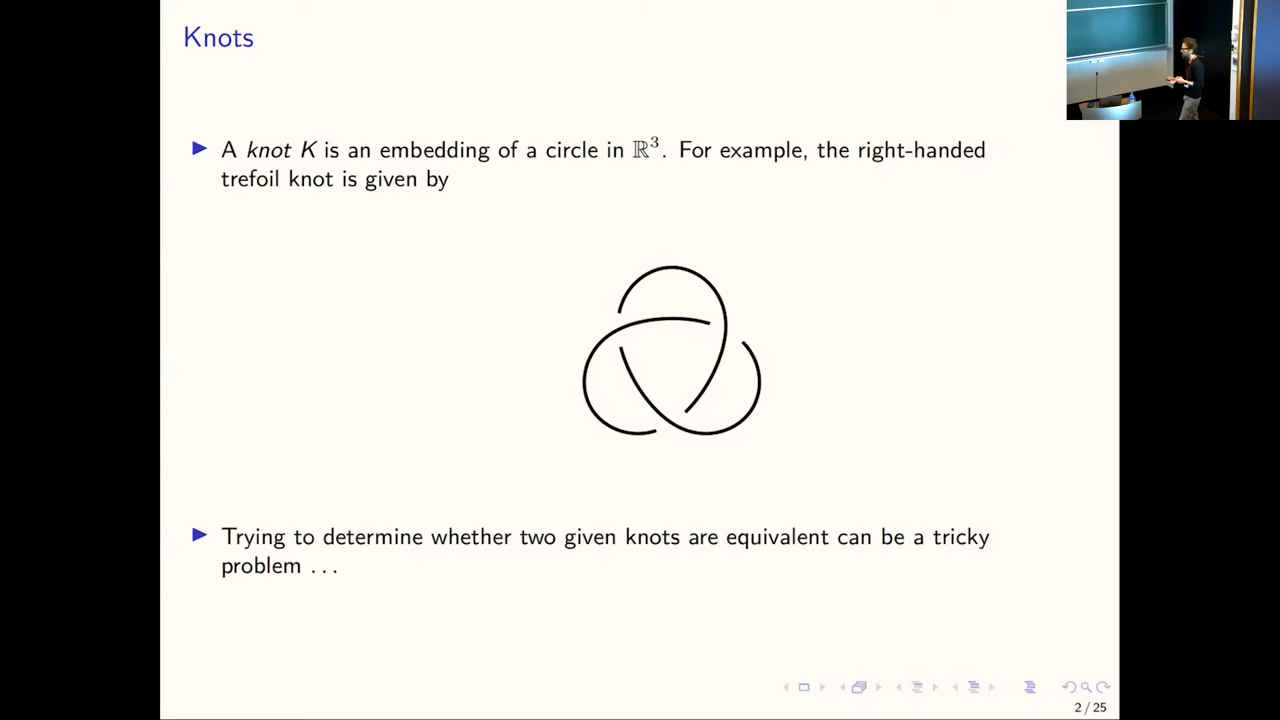 Knots
▶ A knot K is an embedding of a circle in ℝ³. For example, the right-handed
trefoil knot is given by
▶ Trying to determine whether two given knots are equivalent can be a tricky
problem . . .
2 / 25